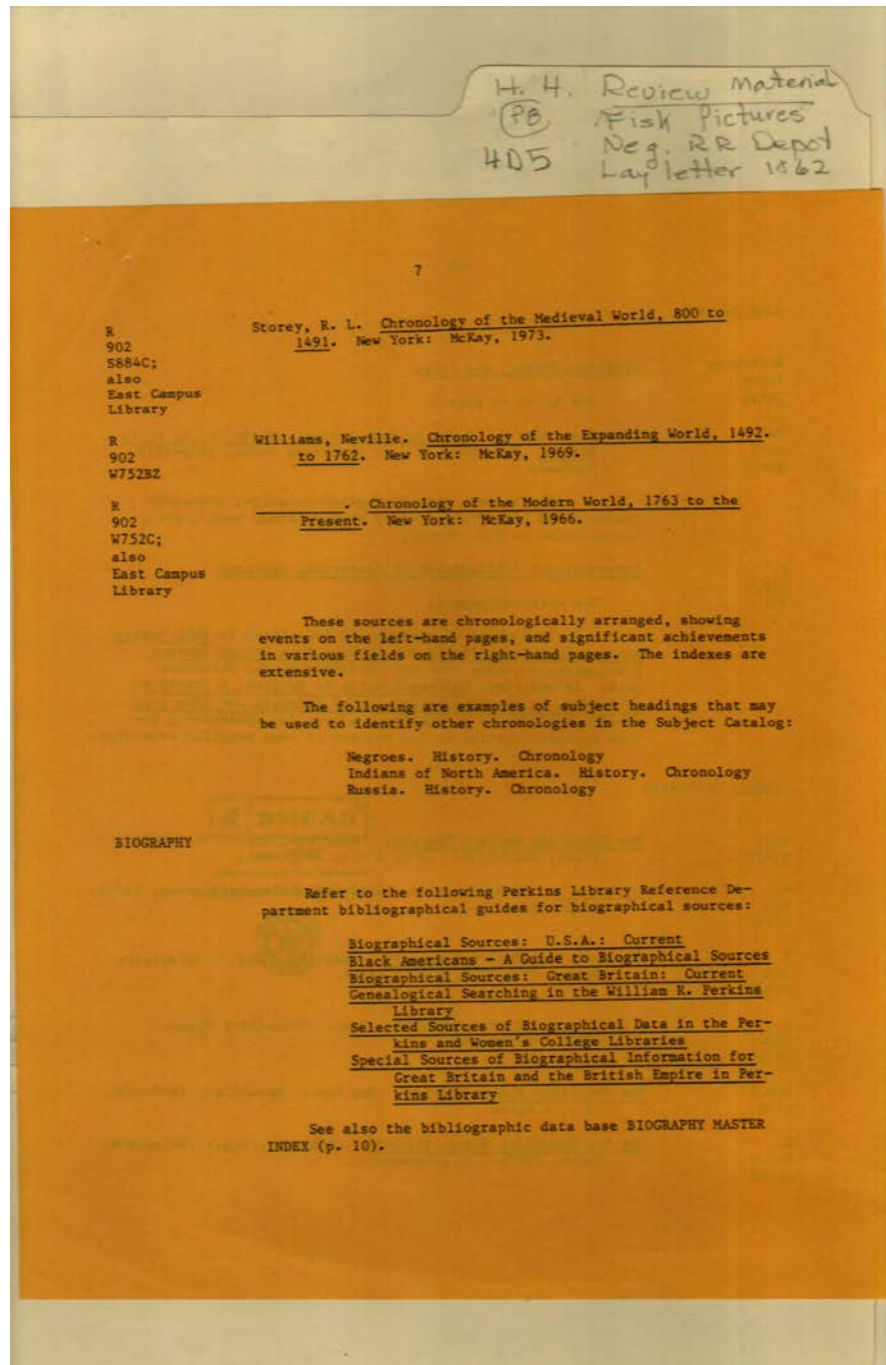 H. H. Review Material
P8 Fisk Pictures
4D5 Neg. RR Depot
Lay letter 1862
7
R
902
S884C;
also
East Campus
Library
Storey, R. L. Chronology of the Medieval World, 800 to
1491. New York: McKay, 1973.
R
902
W752BZ
Williams, Neville. Chronology of the Expanding World, 1492.
to 1762. New York: McKay, 1969.
R
902
W752C;
also
East Campus
Library
________. Chronology of the Modern World, 1763 to the
Present. New York: McKay, 1966.
These sources are chronologically arranged, showing
events on the left-hand pages, and significant achievements
in various fields on the right-hand pages. The indexes are
extensive.
The following are examples of subject headings that may
be used to identify other chronologies in the Subject Catalog:
Negroes. History. Chronology
Indians of North America. History. Chronology
Russia. History. Chronology
BIOGRAPHY
Refer to the following Perkins Library Reference De-
partment bibliographical guides for biographical sources:
Biographical Sources: U.S.A.: Current
Black Americans - A Guide to Biographical Sources
Biographical Sources: Great Britain: Current
Genealogical Searching in the William R. Perkins
Library
Selected Sources of Biographical Data in the Per-
kins and Women's College Libraries
Special Sources of Biographical Information for
Great Britain and the British Empire in Per-
kins Library
See also the bibliographic data base BIOGRAPHY MASTER
INDEX (p. 10).